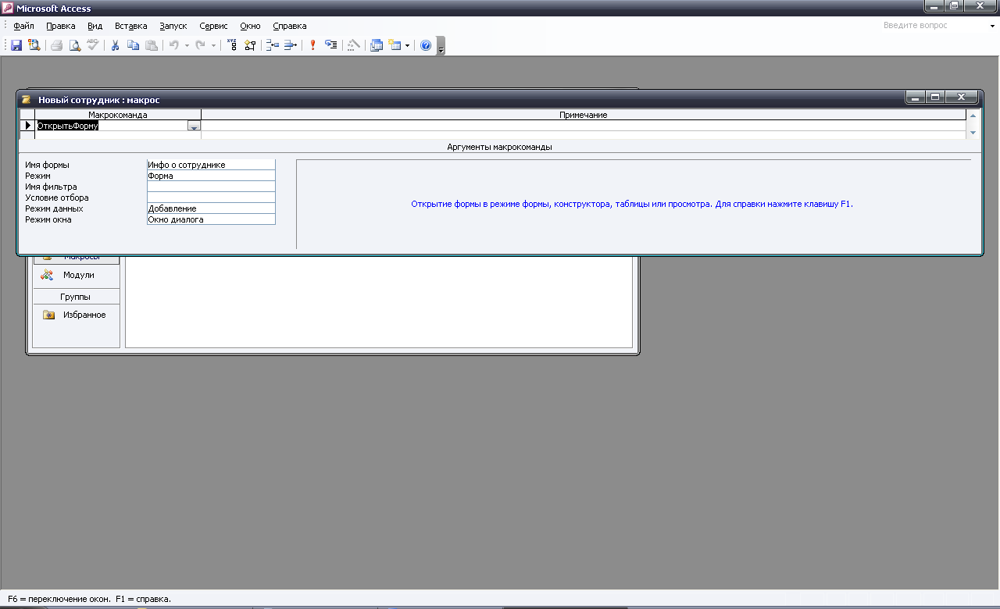 Microsoft Access
Файл Правка Вид Вставка Запуск Сервис Окно Справка Введите вопрос
Новый сотрудник : макрос
Макрокоманда Примечание
ОткрытьФорму
Аргументы макрокоманды
Имя формы Инфо о сотруднике
Режим Форма
Имя фильтра
Условие отбора
Режим данных Добавление
Режим окна Окно диалога
Открытие формы в режиме формы, конструктора, таблицы или просмотра. Для справки нажмите клавишу F1.
Макросы
Модули
Группы
Избранное
F6 = переключение окон. F1 = справка.